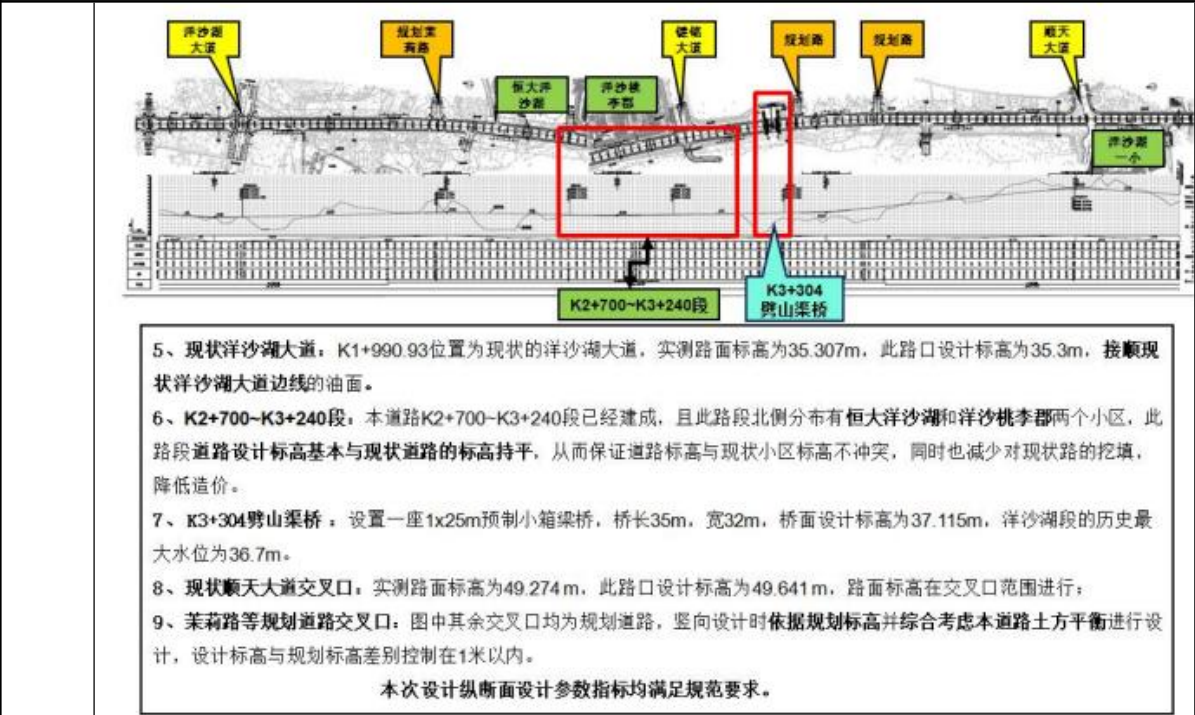 洋沙湖
大道
规划茉
莉路
键铭
大道
规划路
规划路
顺天
大道
恒大洋
沙湖
洋沙桃
李郡
洋沙湖
一小
K2+700~K3+240段
K3+304
劈山渠桥
5、现状洋沙湖大道：K1+990.93位置为现状的洋沙湖大道，实测路面标高为35.307m，此路口设计标高为35.3m，接顺现
状洋沙湖大道边线的油面。
6、K2+700~K3+240段：本道路K2+700~K3+240段已经建成，且此路段北侧分布有恒大洋沙湖和洋沙桃李郡两个小区，此
路段道路设计标高基本与现状道路的标高持平，从而保证道路标高与现状小区标高不冲突，同时也减少对现状路的挖填，
降低造价。
7、K3+304劈山渠桥：设置一座1x25m预制小箱梁桥，桥长35m，宽32m，桥面设计标高为37.115m，洋沙湖段的历史最
大水位为36.7m。
8、现状顺天大道交叉口：实测路面标高为49.274m，此路口设计标高为49.641m，路面标高在交叉口范围进行；
9、茉莉路等规划道路交叉口：图中其余交叉口均为规划道路，竖向设计时依据规划标高并综合考虑本道路土方平衡进行设
计，设计标高与规划标高差别控制在1米以内。
本次设计纵断面设计参数指标均满足规范要求。